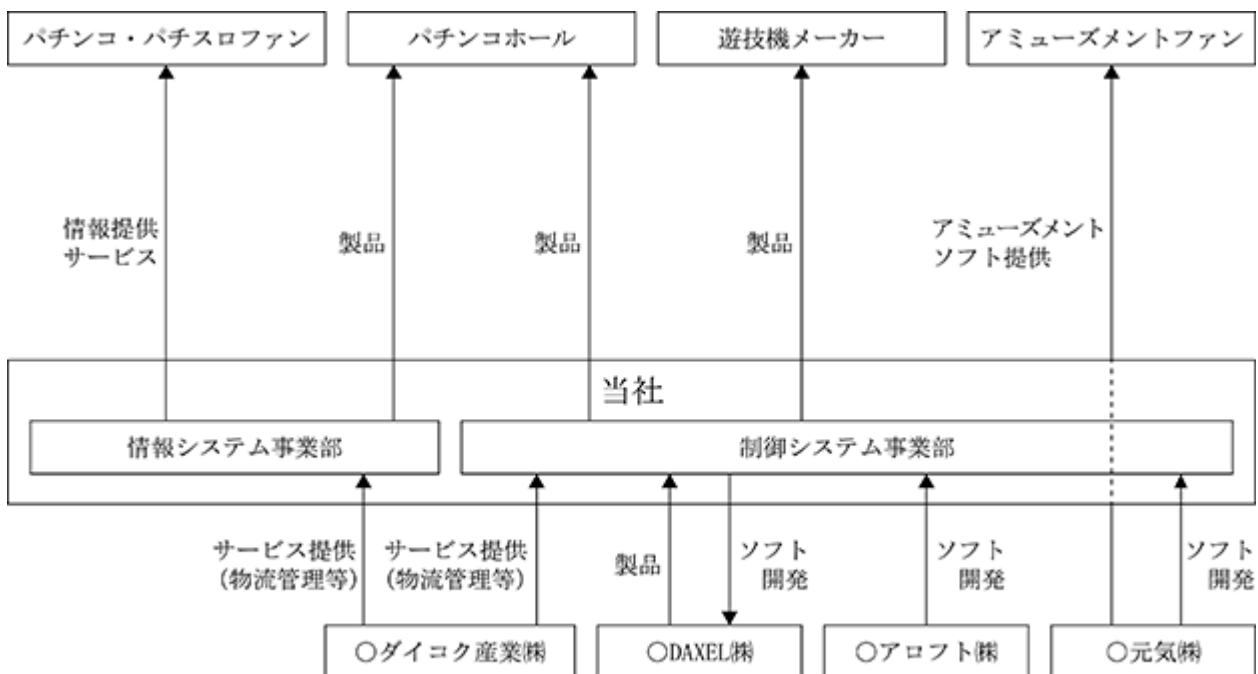 パチンコ・パチスロファン
パチンコホール
遊技機メーカー
アミューズメントファン
情報提供
サービス
製品
製品
製品
アミューズメント
ソフト提供
当社
情報システム事業部
制御システム事業部
サービス提供
(物流管理等)
サービス提供
(物流管理等)
製品
ソフト
開発
ソフト
開発
ソフト
開発
○ダイコク産業㈱
○DAXEL㈱
○アロフト㈱
○元気㈱